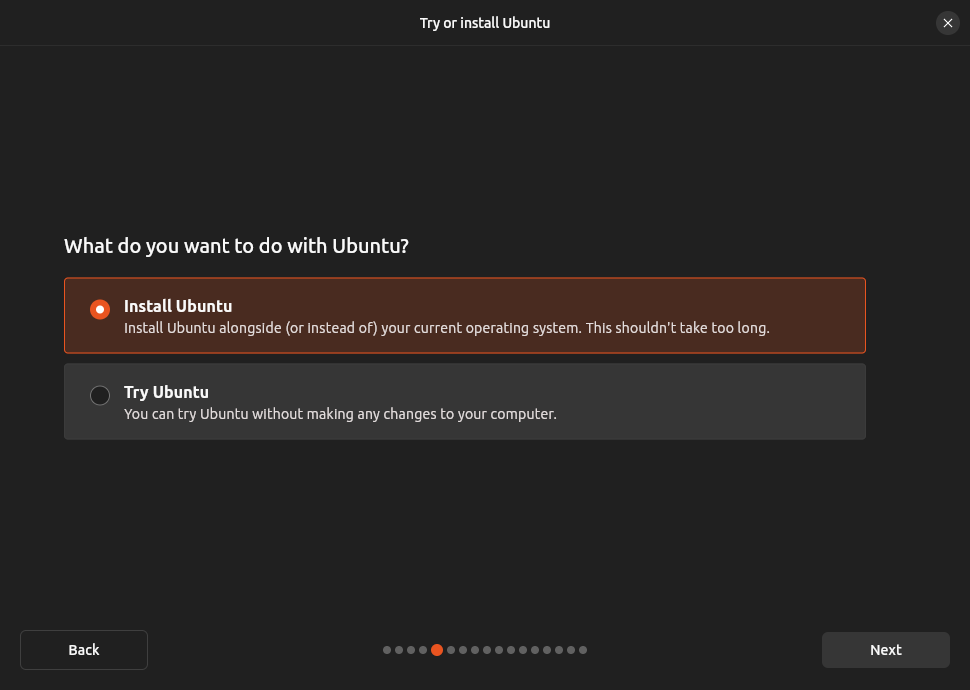 Try or install Ubuntu
What do you want to do with Ubuntu?
Install Ubuntu
Install Ubuntu alongside (or instead of) your current operating system. This shouldn't take too long.
Try Ubuntu
You can try Ubuntu without making any changes to your computer.
Back
Next